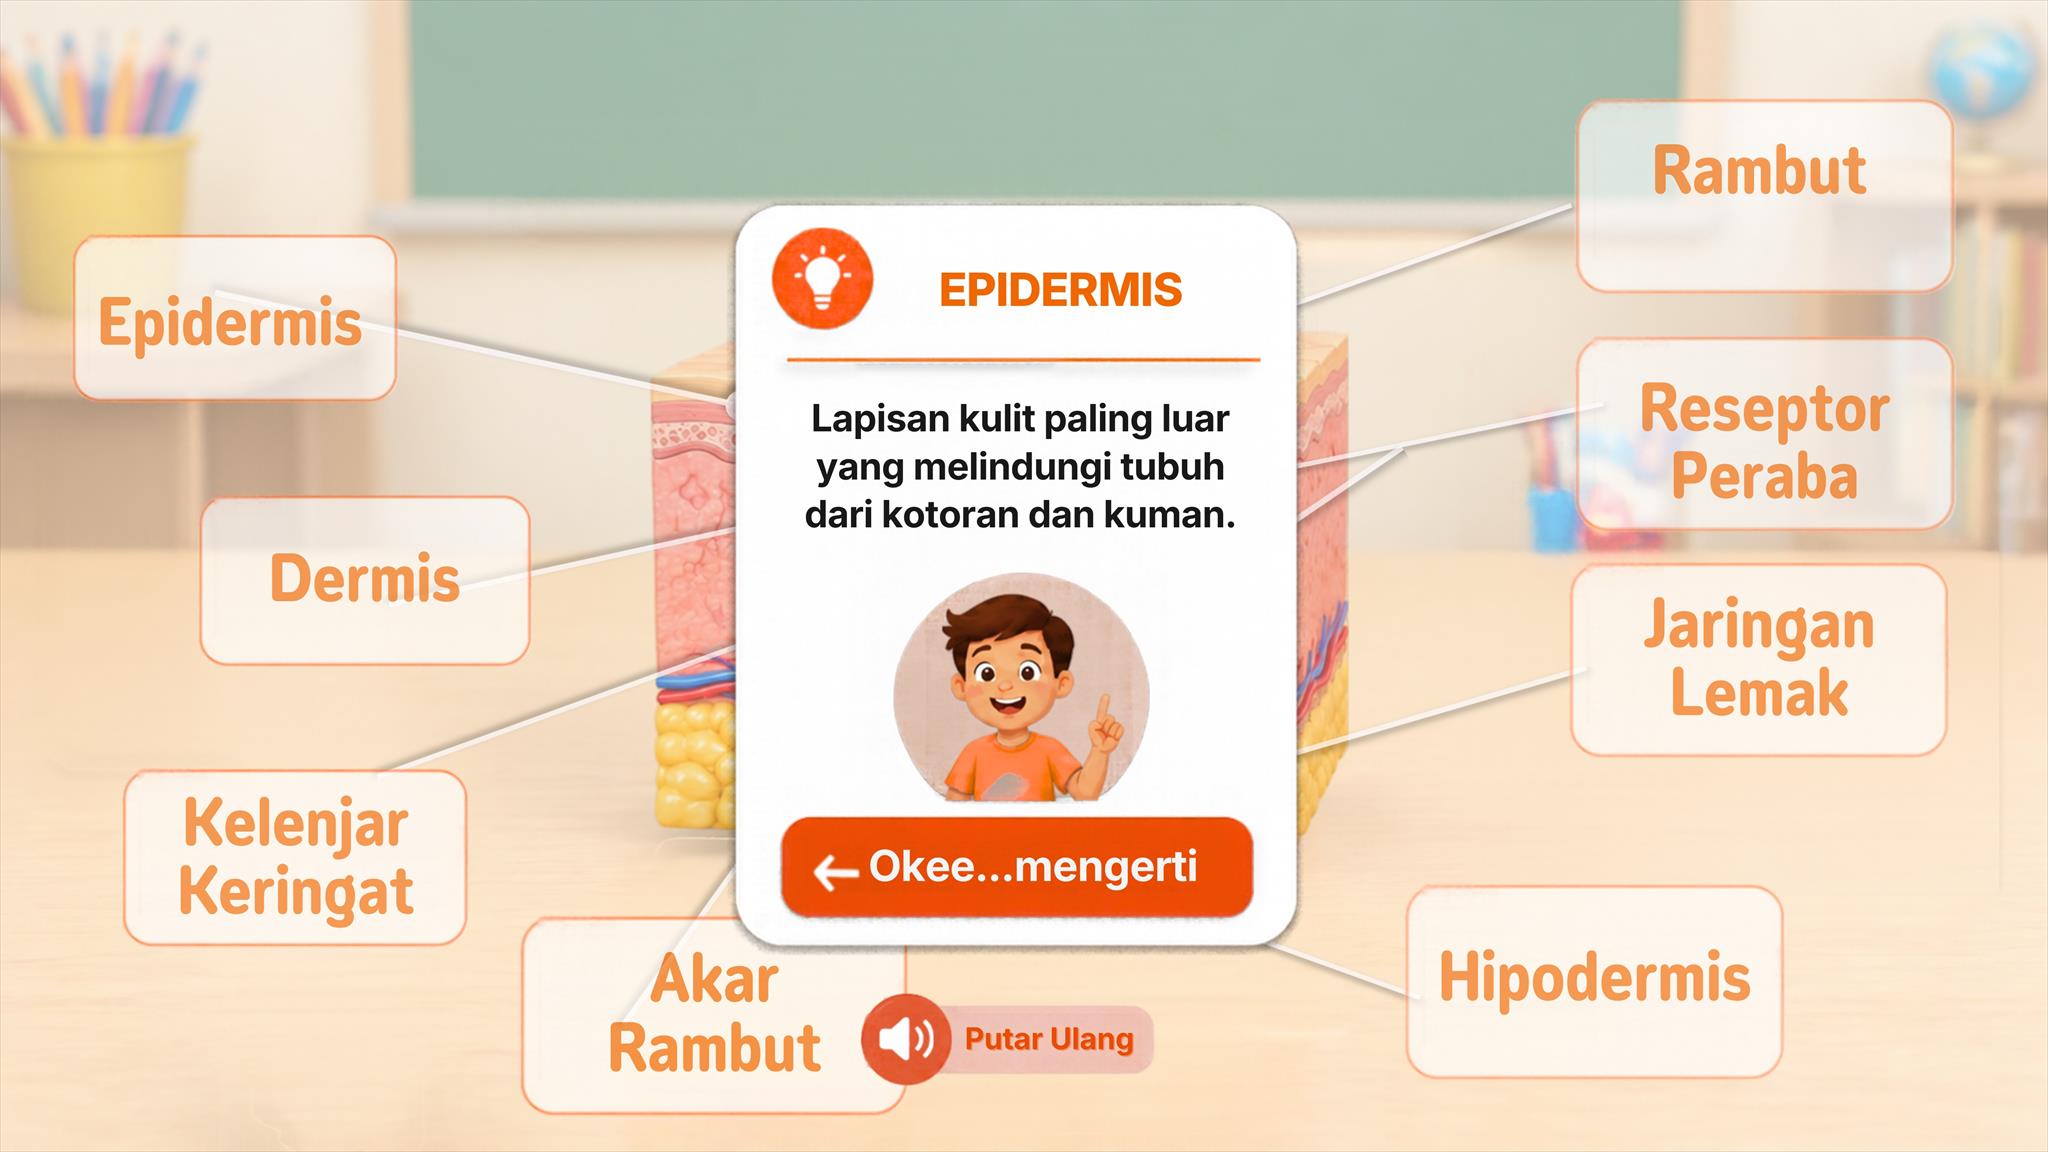 Epidermis
Dermis
Kelenjar
Keringat
Akar
Rambut
EPIDERMIS
Lapisan kulit paling luar
yang melindungi tubuh
dari kotoran dan kuman.
← Okee...mengerti
Putar Ulang
Rambut
Reseptor
Peraba
Jaringan
Lemak
Hipodermis